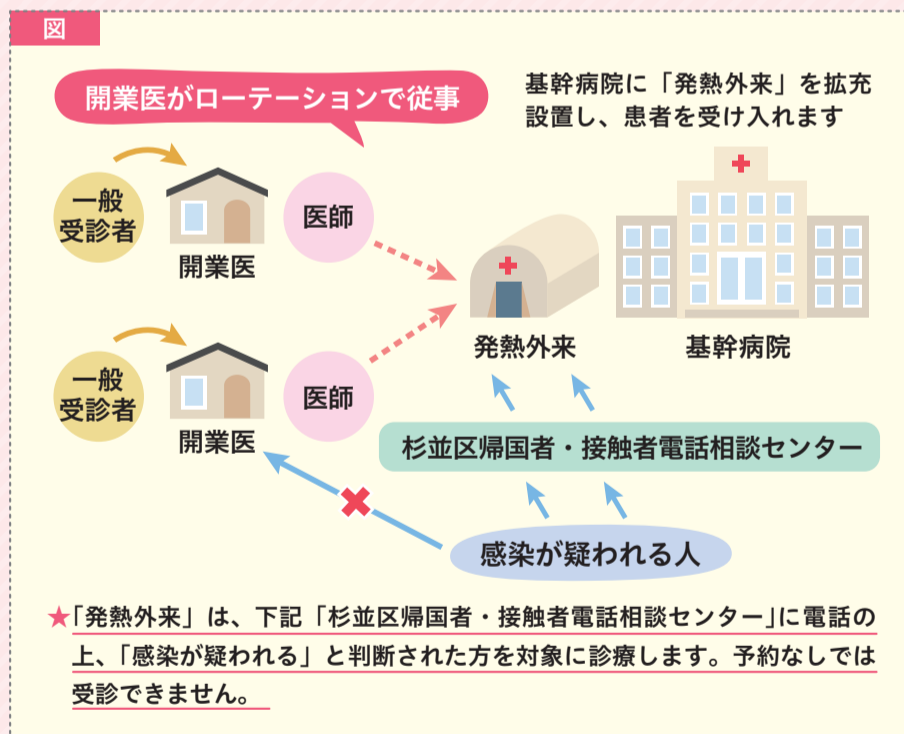 図
開業医がローテーションで従事
基幹病院に「発熱外来」を拡充
設置し、患者を受け入れます
一般
受診者
開業医
医師
一般
受診者
開業医
医師
発熱外来
基幹病院
杉並区帰国者・接触者電話相談センター
感染が疑われる人
★「発熱外来」は、下記「杉並区帰国者・接触者電話相談センター」に電話の
上、「感染が疑われる」と判断された方を対象に診療します。予約なしでは
受診できません。